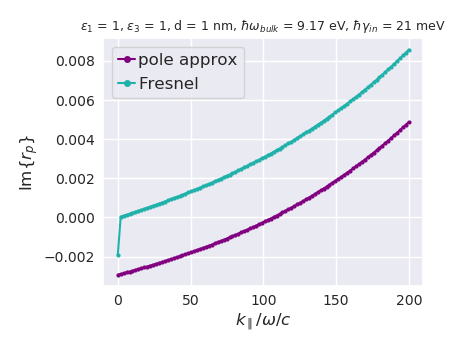 ε₁ = 1, ε₃ = 1, d = 1 nm, ℏω_bulk = 9.17 eV, ℏγ_in = 21 meV
pole approx
Fresnel
Im{r_p}
0.008
0.006
0.004
0.002
0.000
−0.002
0 50 100 150 200
k_∥/ω/c